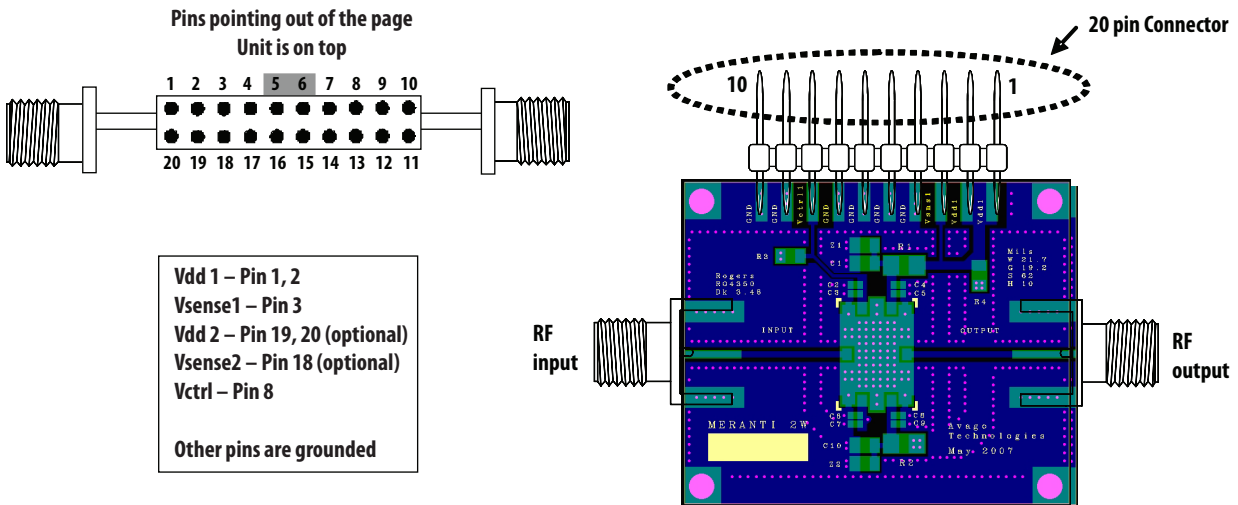 Pins pointing out of the page
Unit is on top
1 2 3 4 5 6 7 8 9 10
20 19 18 17 16 15 14 13 12 11
Vdd 1 – Pin 1, 2
Vsense1 – Pin 3
Vdd 2 – Pin 19, 20 (optional)
Vsense2 – Pin 18 (optional)
Vctrl – Pin 8
Other pins are grounded
20 pin Connector
10 1
GND GND Vctrl1 GND GND GND Vsns1 Vdd1 Vdd1
Z1 R1
R3 C1
Mils
W 21.7
G 19.2
S 62
H 10
Rogers
RO4350
Dk 3.48
C2 C4
C3 C5
R4
INPUT OUTPUT
RF
input
RF
output
C6 C8
C7 C9
MERANTI 2W
C10
Z2 R2
Avago
Technologies
May 2007